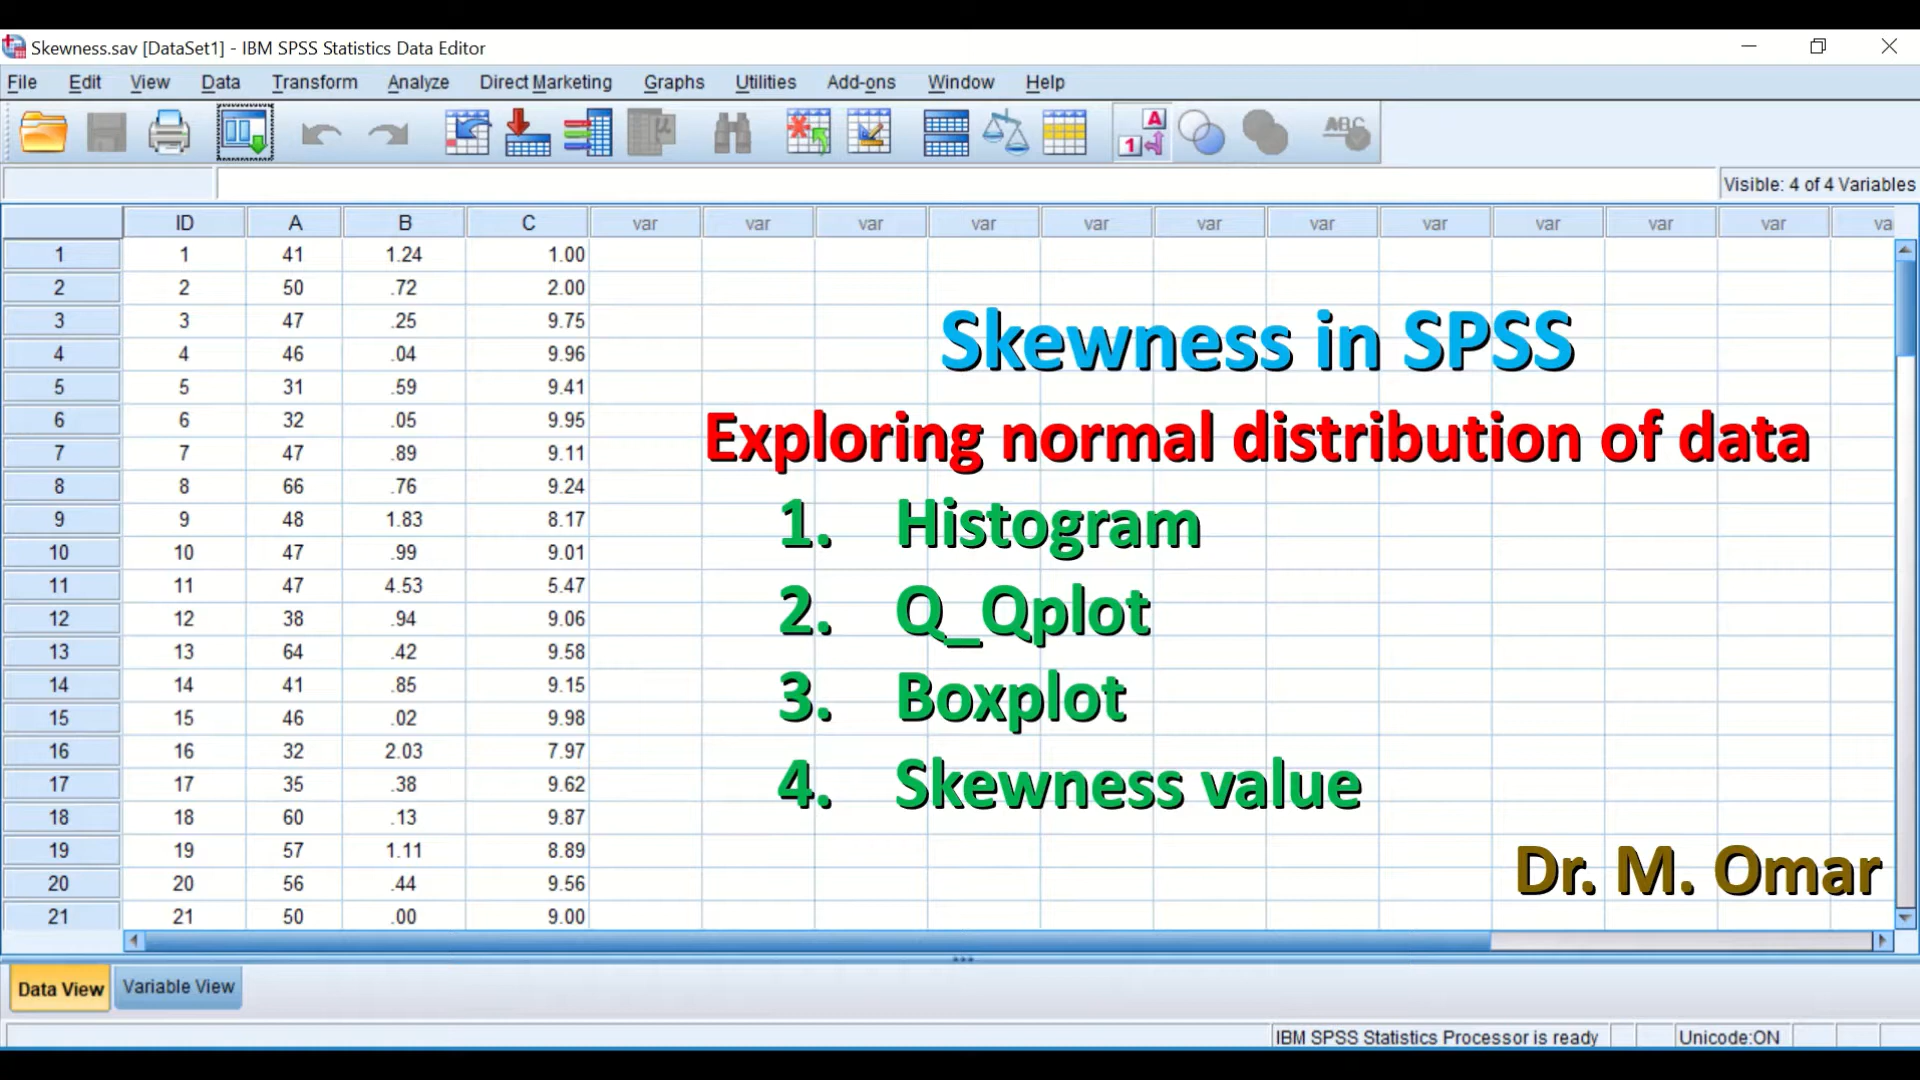 Skewness.sav [DataSet1] - IBM SPSS Statistics Data Editor
File Edit View Data Transform Analyze Direct Marketing Graphs Utilities Add-ons Window Help
A
1
μ
ABC
Visible: 4 of 4 Variables
ID A B C var var var var var var var var var var var va
1 1 41 1.24 1.00
2 2 50 .72 2.00
3 3 47 .25 9.75
4 4 46 .04 9.96
5 5 31 .59 9.41
6 6 32 .05 9.95
7 7 47 .89 9.11
8 8 66 .76 9.24
9 9 48 1.83 8.17
10 10 47 .99 9.01
11 11 47 4.53 5.47
12 12 38 .94 9.06
13 13 64 .42 9.58
14 14 41 .85 9.15
15 15 46 .02 9.98
16 16 32 2.03 7.97
17 17 35 .38 9.62
18 18 60 .13 9.87
19 19 57 1.11 8.89
20 20 56 .44 9.56
21 21 50 .00 9.00
Skewness in SPSS
Exploring normal distribution of data
1. Histogram
2. Q_Qplot
3. Boxplot
4. Skewness value
Dr. M. Omar
Data View Variable View
IBM SPSS Statistics Processor is ready Unicode:ON